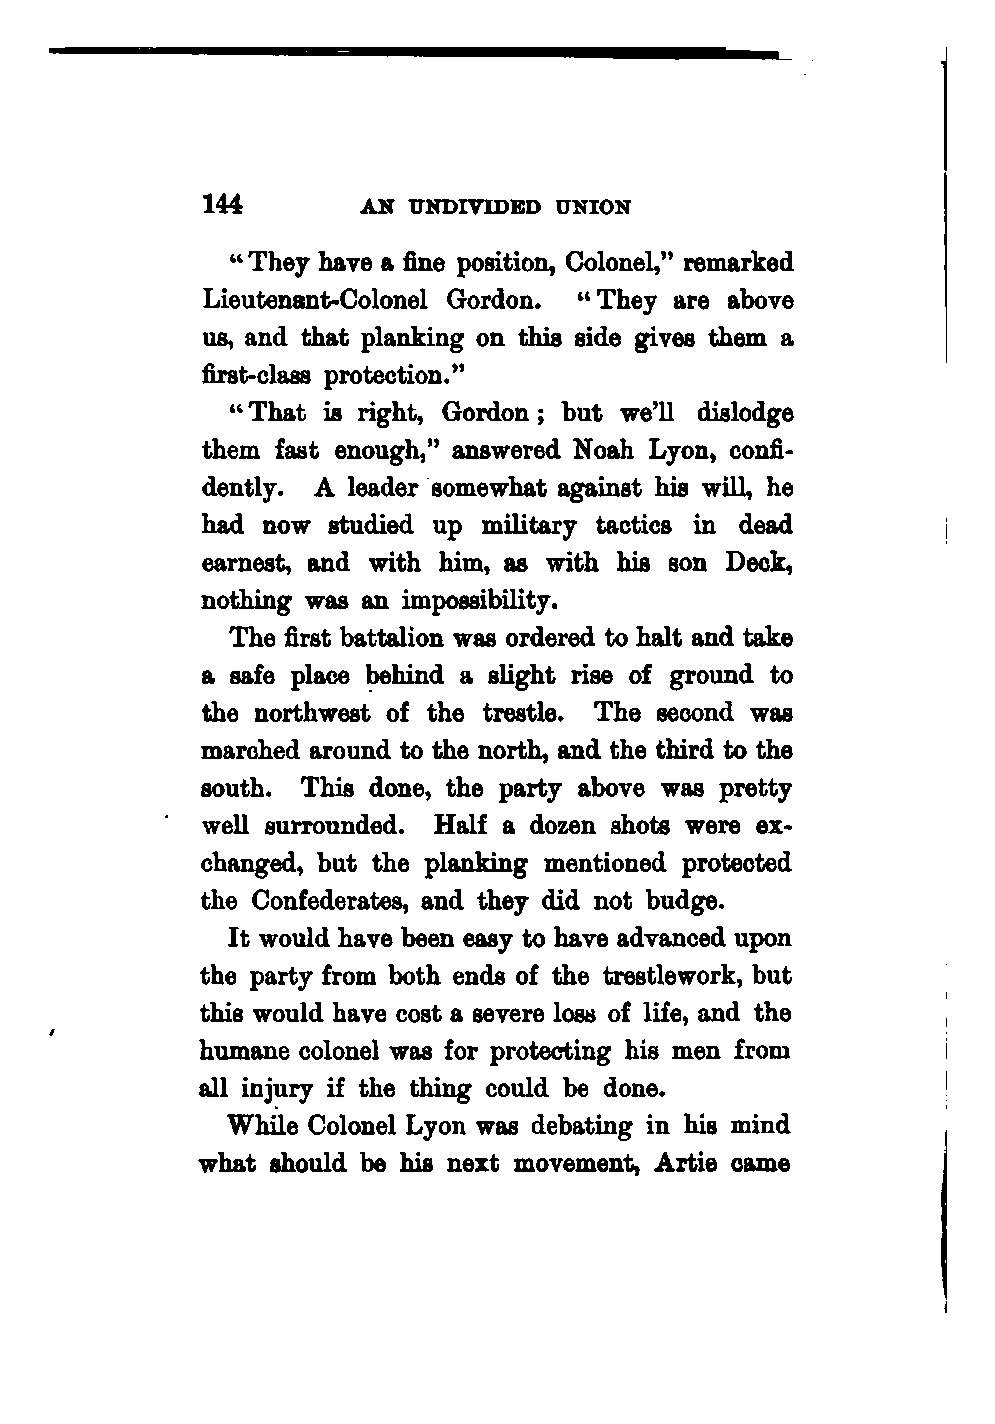 144 AN UNDIVIDED UNION
“They have a fine position, Colonel,” remarked
Lieutenant-Colonel Gordon. “They are above
us, and that planking on this side gives them a
first-class protection.”
“That is right, Gordon; but we’ll dislodge
them fast enough,” answered Noah Lyon, confi-
dently. A leader somewhat against his will, he
had now studied up military tactics in dead
earnest, and with him, as with his son Deck,
nothing was an impossibility.
The first battalion was ordered to halt and take
a safe place behind a slight rise of ground to
the northwest of the trestle. The second was
marched around to the north, and the third to the
south. This done, the party above was pretty
well surrounded. Half a dozen shots were ex-
changed, but the planking mentioned protected
the Confederates, and they did not budge.
It would have been easy to have advanced upon
the party from both ends of the trestlework, but
this would have cost a severe loss of life, and the
humane colonel was for protecting his men from
all injury if the thing could be done.
While Colonel Lyon was debating in his mind
what should be his next movement, Artie came